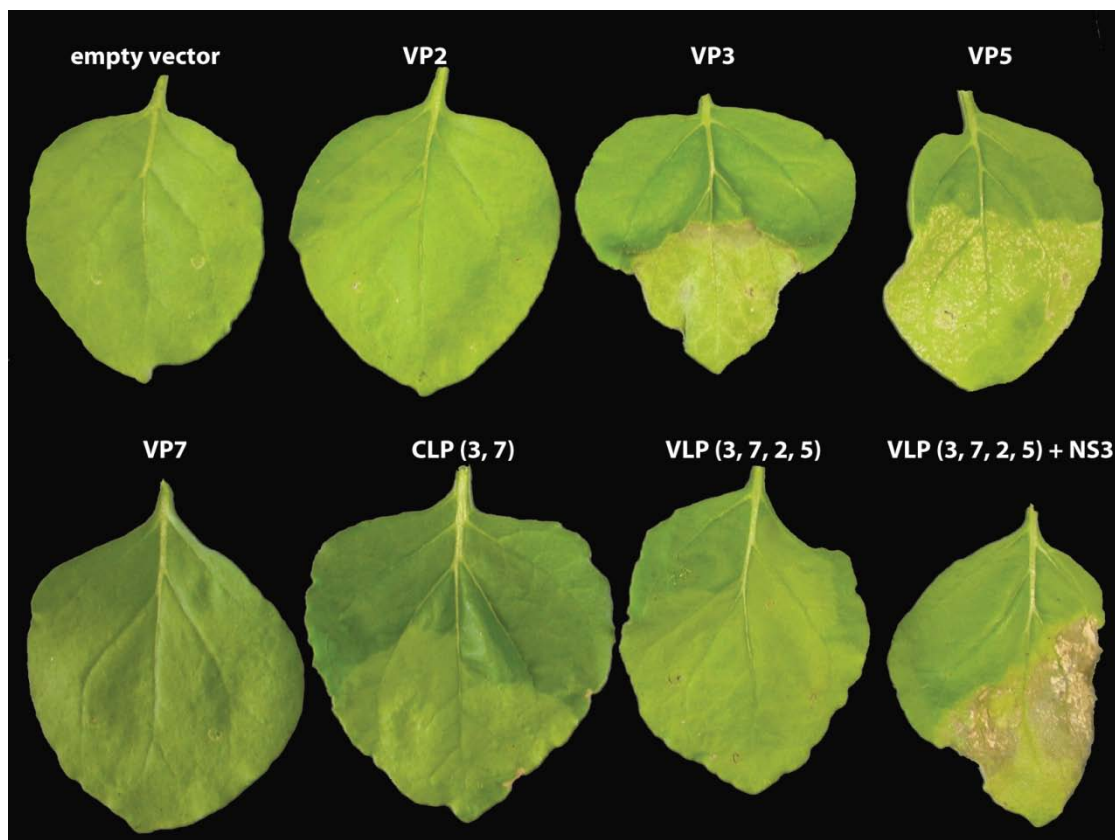 empty vector
VP2
VP3
VP5
VP7
CLP (3, 7)
VLP (3, 7, 2, 5)
VLP (3, 7, 2, 5) + NS3